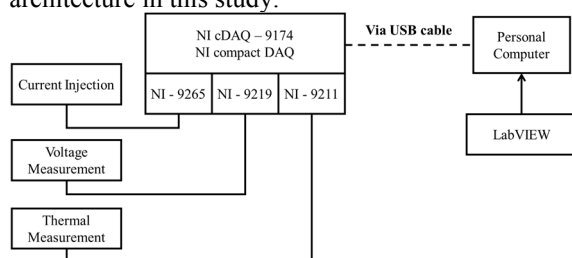 architecture in this study.
NI cDAQ – 9174
NI compact DAQ
Via USB cable
Personal
Computer
Current Injection
NI - 9265
NI - 9219
NI - 9211
LabVIEW
Voltage
Measurement
Thermal
Measurement